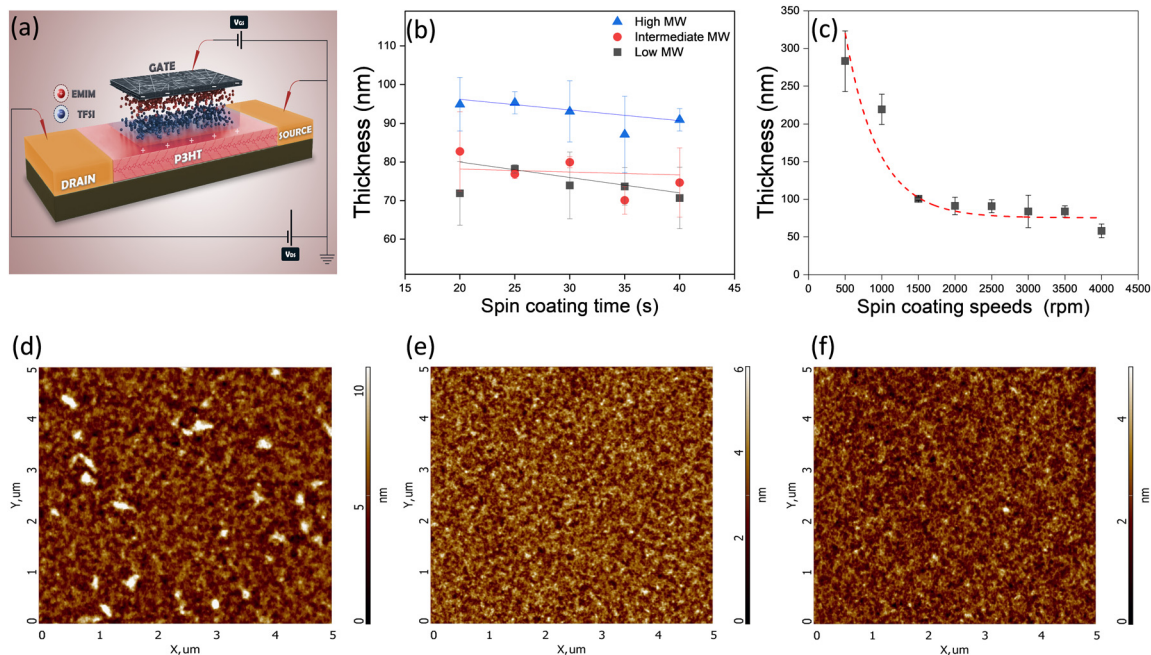 (a)
V_GS
GATE
EMIM
TFSI
SOURCE
P3HT
DRAIN
V_DS
(b)
High MW
Intermediate MW
Low MW
Thickness (nm)
100
90
80
70
60
15 20 25 30 35 40 45
Spin coating time (s)
(c)
Thickness (nm)
350
300
250
200
150
100
50
0
0 500 1000 1500 2000 2500 3000 3500 4000 4500
Spin coating speeds (rpm)
(d)
Y,um
5
4
3
2
1
0
0 1 2 3 4 5
X,um
10
5
0
nm
(e)
Y,um
5
4
3
2
1
0
0 1 2 3 4 5
X,um
6
4
2
0
nm
(f)
Y,um
5
4
3
2
1
0
0 1 2 3 4 5
X,um
4
2
0
nm